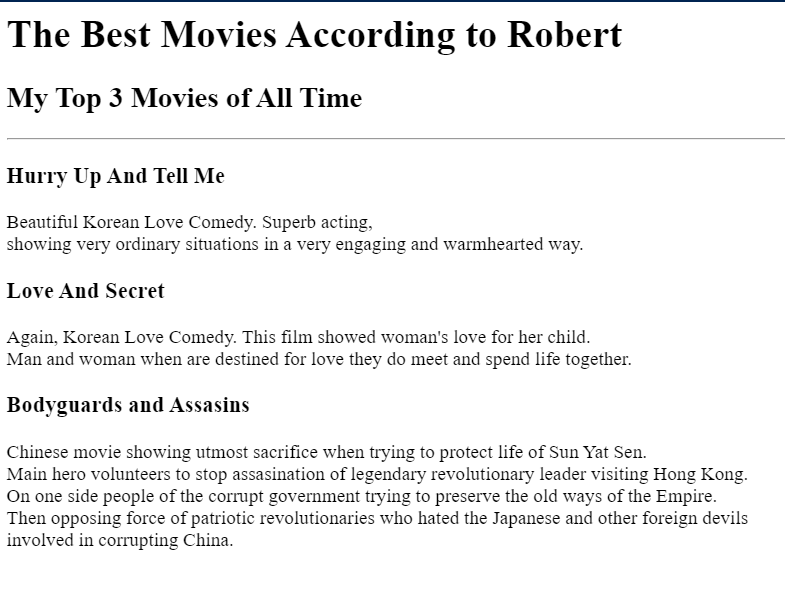 The Best Movies According to Robert
My Top 3 Movies of All Time
Hurry Up And Tell Me
Beautiful Korean Love Comedy. Superb acting,
showing very ordinary situations in a very engaging and warmhearted way.
Love And Secret
Again, Korean Love Comedy. This film showed woman's love for her child.
Man and woman when are destined for love they do meet and spend life together.
Bodyguards and Assasins
Chinese movie showing utmost sacrifice when trying to protect life of Sun Yat Sen.
Main hero volunteers to stop assasination of legendary revolutionary leader visiting Hong Kong.
On one side people of the corrupt government trying to preserve the old ways of the Empire.
Then opposing force of patriotic revolutionaries who hated the Japanese and other foreign devils
involved in corrupting China.